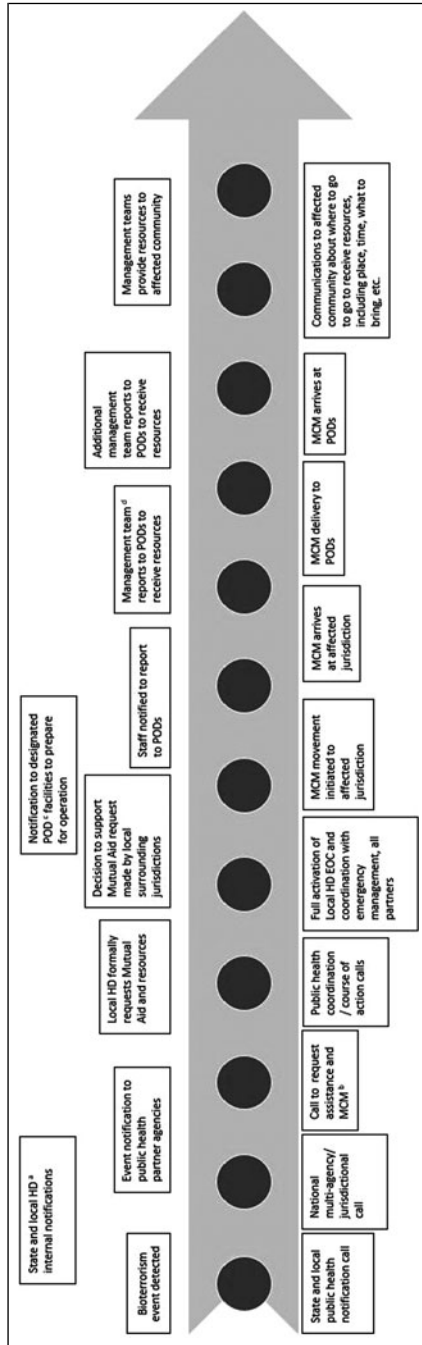 State and local HD a
internal notifications
Notification to designated
POD c facilities to prepare
for operation
Bioterrorism
event detected
Event notification to
public health
partner agencies
Local HD formally
requests Mutual
Aid and resources
Decision to support
Mutual Aid request
made by local
surrounding
jurisdictions
Staff notified to report
to PODs
Management team d
reports to PODs to
receive resources
Additional
management
team reports to
PODs to receive
resources
Management teams
provide resources to
affected community
State and local
public health
notification call
National
multi-agency/
jurisdictional
call
Call to request
assistance and
MCM b
Public health
coordination
/ course of
action calls
Full activation of
Local HD EOC and
coordination with
emergency
management, all
partners
MCM movement
initiated to
affected
jurisdiction
MCM arrives
at affected
jurisdiction
MCM delivery to
PODs
MCM arrives at
PODs
Communications to affected
community about where to go
to go to receive resources,
including place, time, what to
bring, etc.